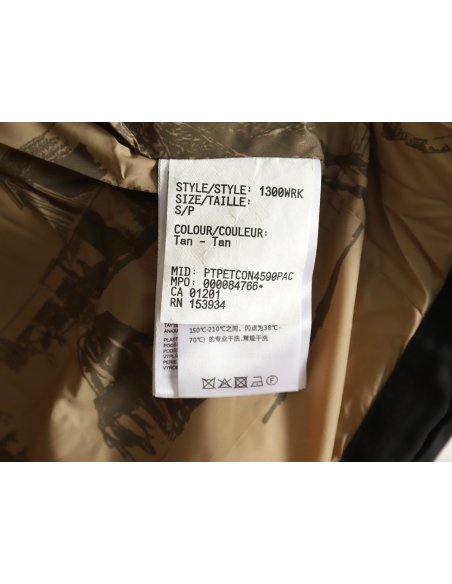 STYLE/STYLE: 1300WRK
SIZE/TAILLE:
S/P
COLOUR/COULEUR:
Tan - Tan
MID: PTPETCON4590PAC
MPO: 000084766*
CA 01201
RN 153934
150℃-210℃之间，闪点为38℃-
70℃) 的专业干洗,常规干洗